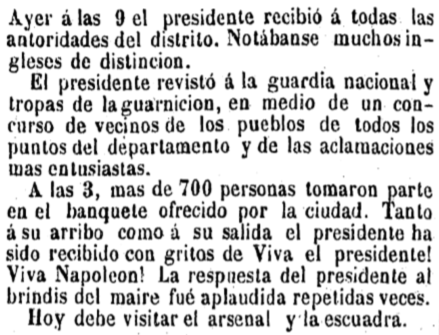 Ayer á las 9 el presidente recibió á todas las
autoridades del distrito. Notábanse muchos in-
gleses de distincion.
El presidente revistó á la guardia nacional y
tropas de la guarnicion, en medio de un con-
curso de vecinos de los pueblos de todos los
puntos del departamento y de las aclamaciones
mas entusiastas.
A las 3, mas de 700 personas tomaron parte
en el banquete ofrecido por la ciudad. Tanto
á su arribo como á su salida el presidente ha
sido recibido con gritos de Viva el presidente!
Viva Napoleon! La respuesta del presidente al
brindis del maire fué aplaudida repetidas veces.
Hoy debe visitar el arsenal y la escuadra.